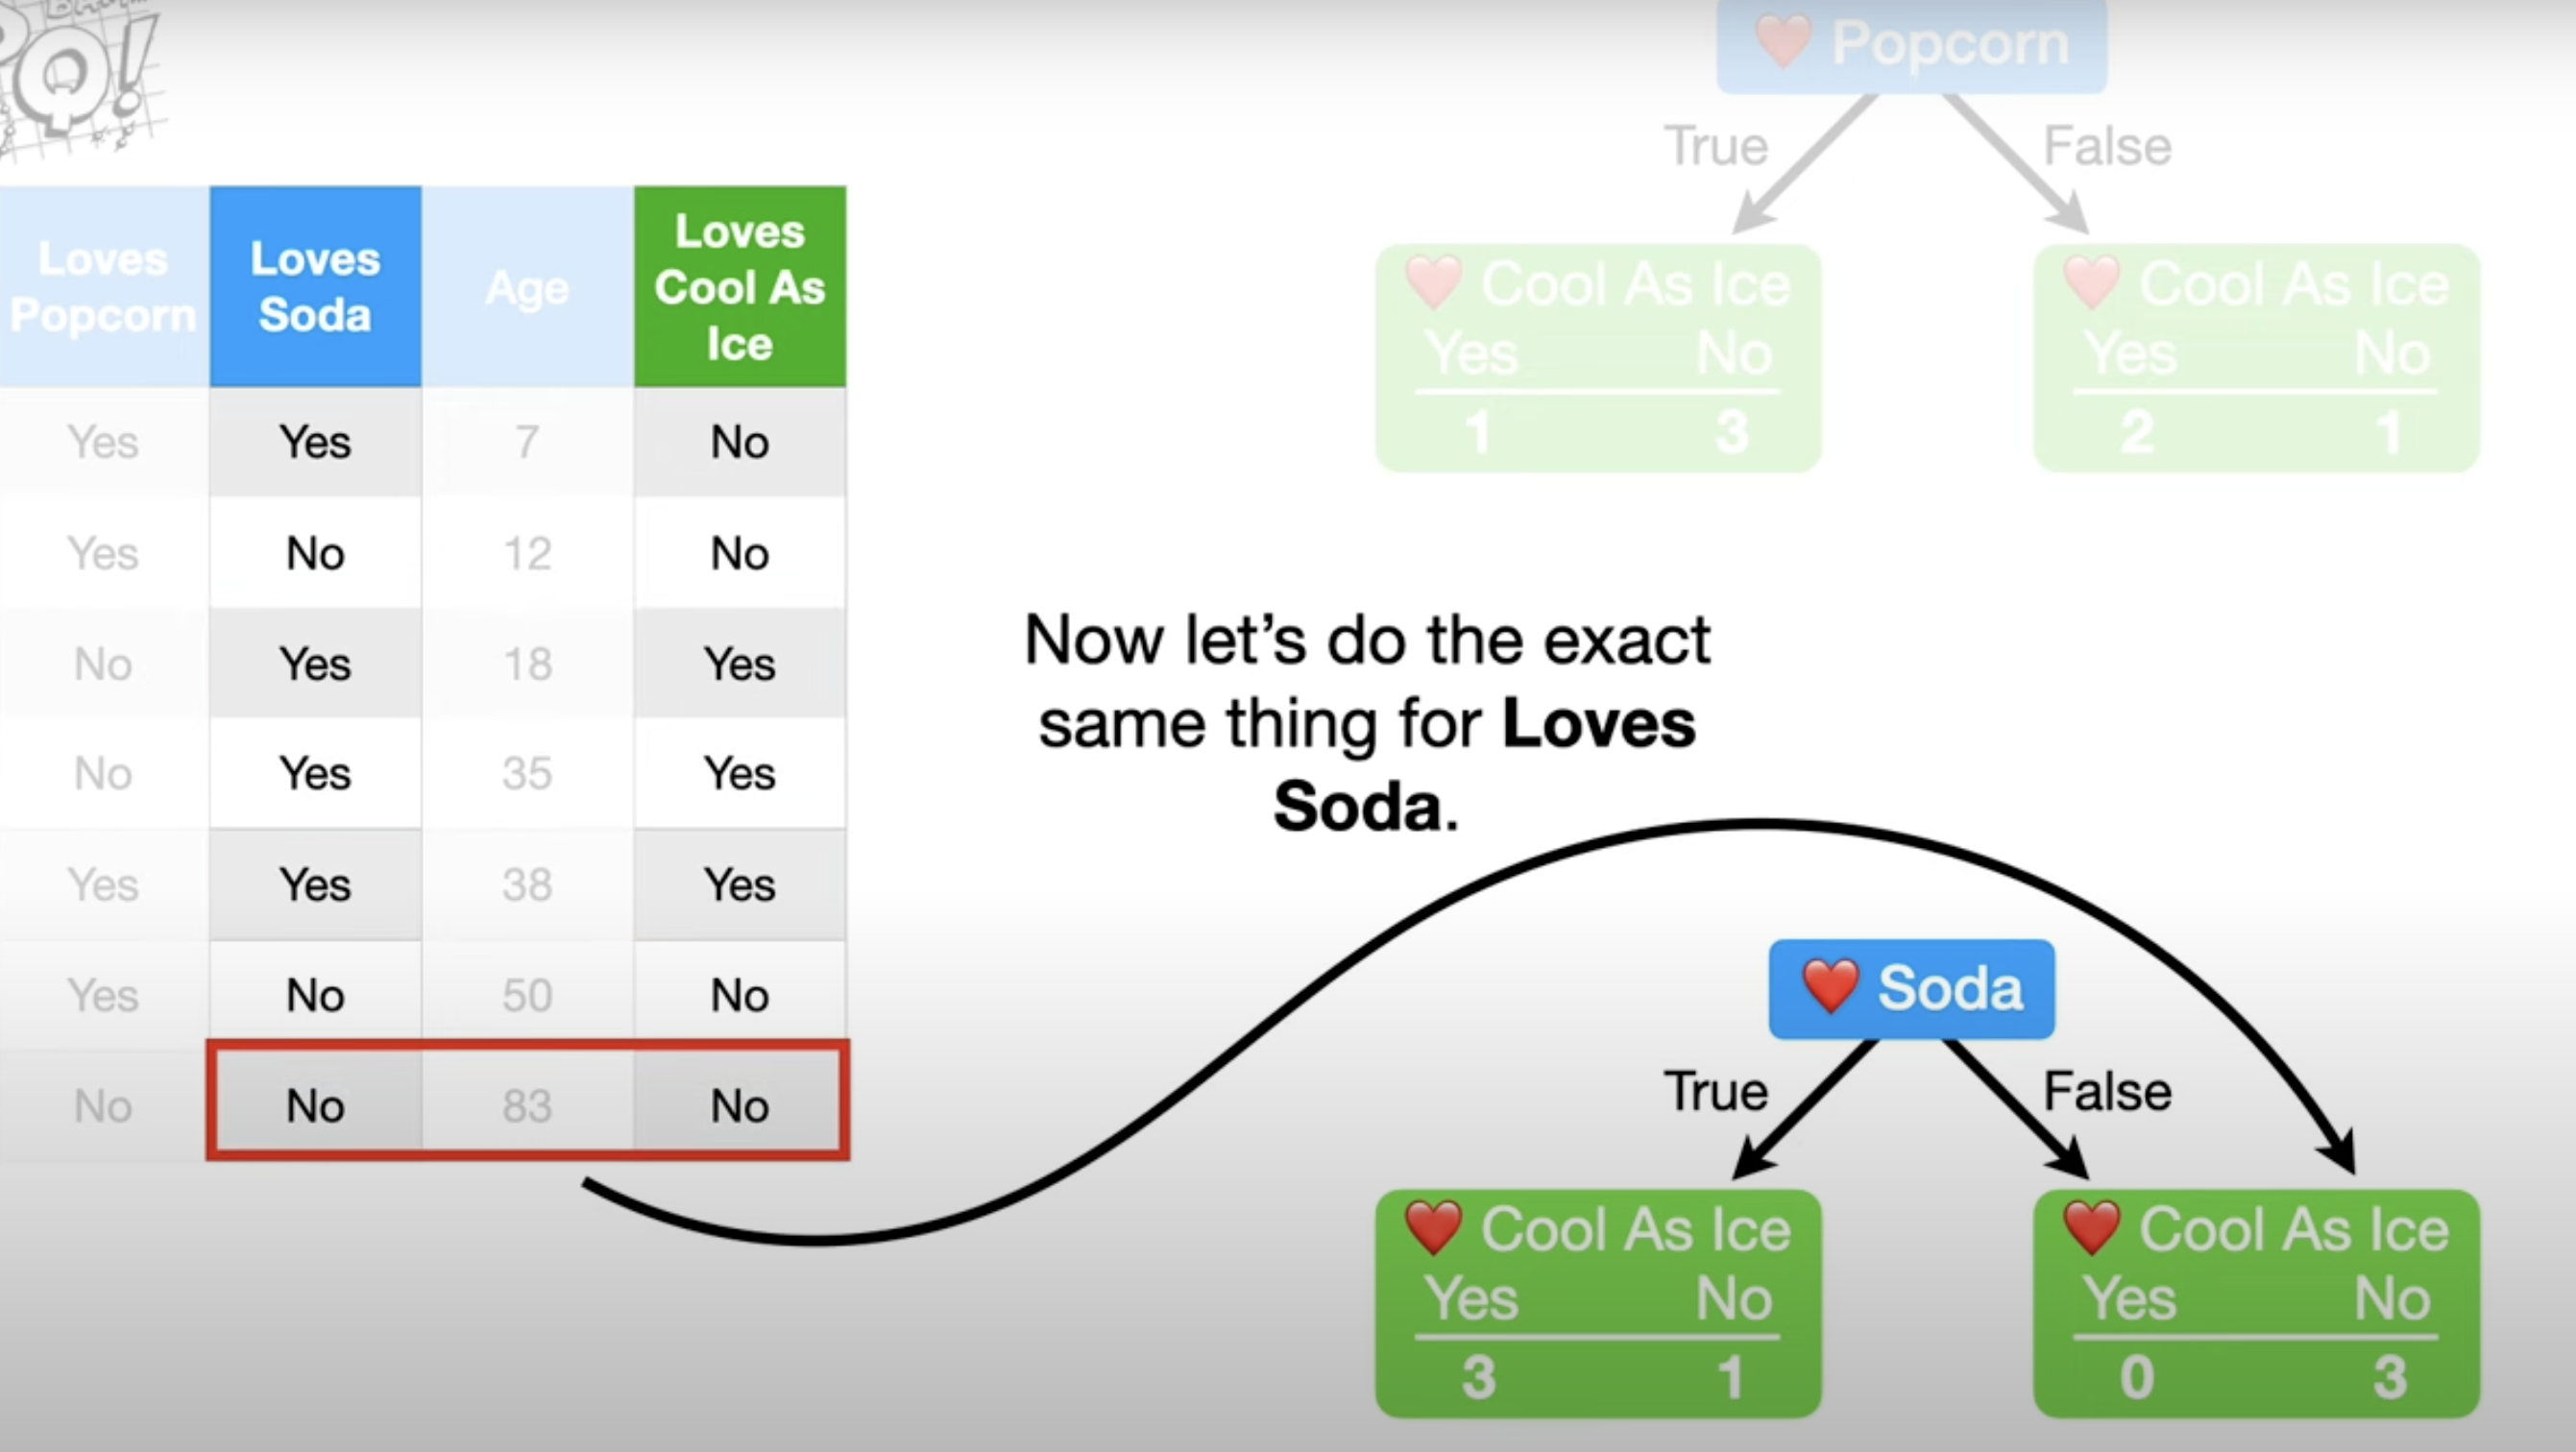 Q!
❤️ Popcorn
True False
❤️ Cool As Ice
Yes No
1 3
❤️ Cool As Ice
Yes No
2 1
Loves Popcorn Loves Soda Age Loves Cool As Ice
Yes Yes 7 No
Yes No 12 No
No Yes 18 Yes
No Yes 35 Yes
Yes Yes 38 Yes
Yes No 50 No
No No 83 No
Now let’s do the exact
same thing for Loves
Soda.
❤️ Soda
True False
❤️ Cool As Ice
Yes No
3 1
❤️ Cool As Ice
Yes No
0 3